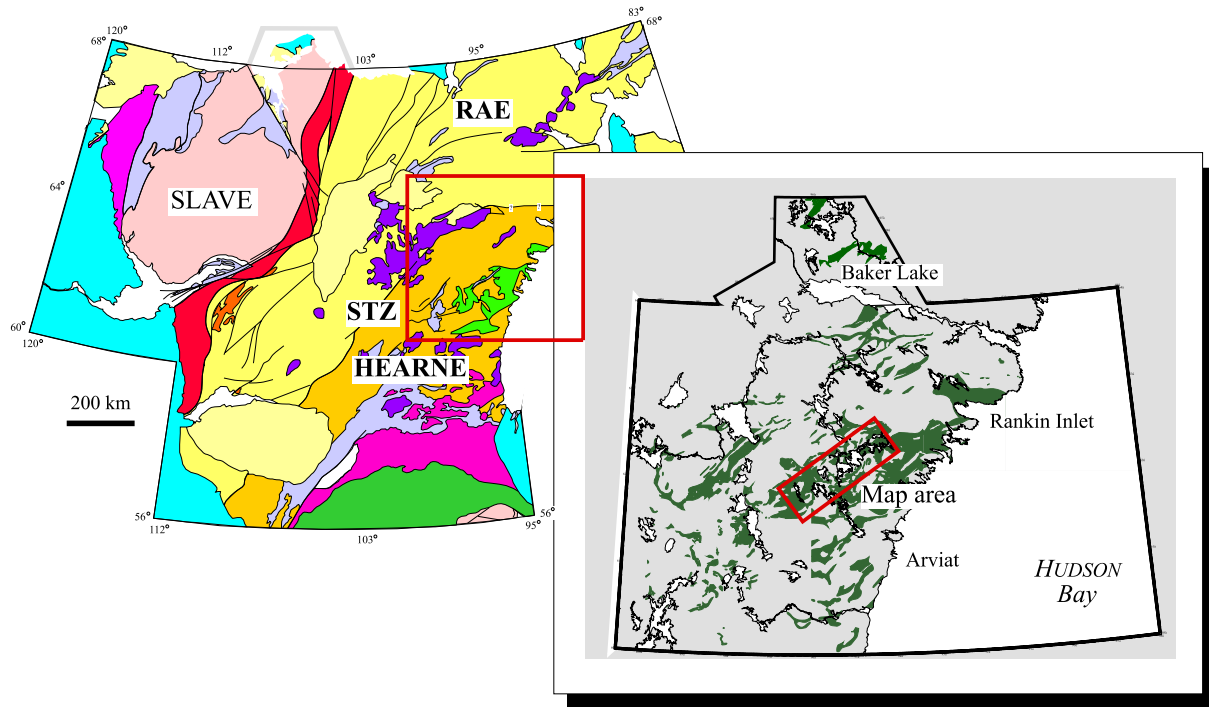 83°
68°
120°
68°
112°
103°
95°
RAE
64°
SLAVE
STZ
60°
120°
HEARNE
200 km
56°
112°
103°
56°
95°
Baker Lake
Rankin Inlet
Map area
Arviat
HUDSON
Bay